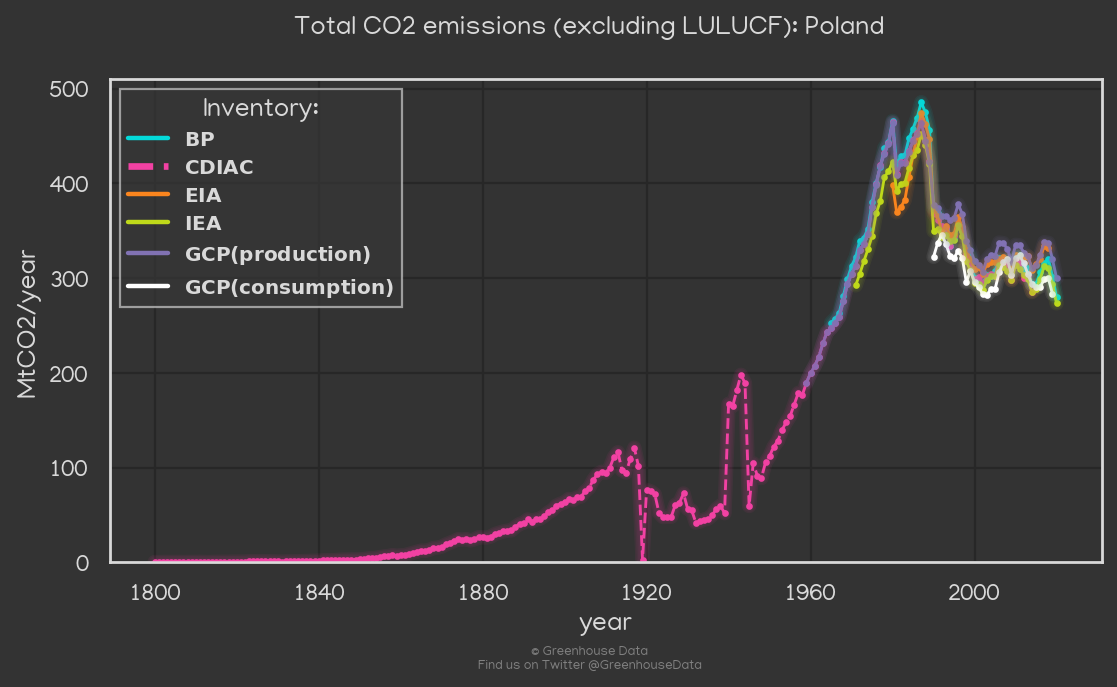 Total CO2 emissions (excluding LULUCF): Poland
500
400
300
200
100
0
MtCO2/year
Inventory:
BP
CDIAC
EIA
IEA
GCP(production)
GCP(consumption)
1800 1840 1880 1920 1960 2000
year
© Greenhouse Data
Find us on Twitter @GreenhouseData